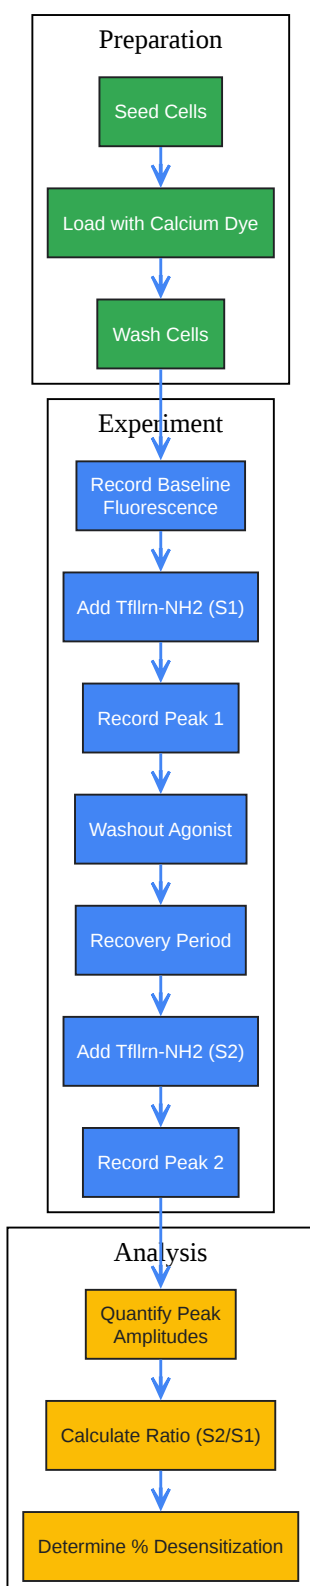 Preparation
Seed Cells
Load with Calcium Dye
Wash Cells
Experiment
Record Baseline
Fluorescence
Add Tfllrn-NH2 (S1)
Record Peak 1
Washout Agonist
Recovery Period
Add Tfllrn-NH2 (S2)
Record Peak 2
Analysis
Quantify Peak
Amplitudes
Calculate Ratio (S2/S1)
Determine % Desensitization